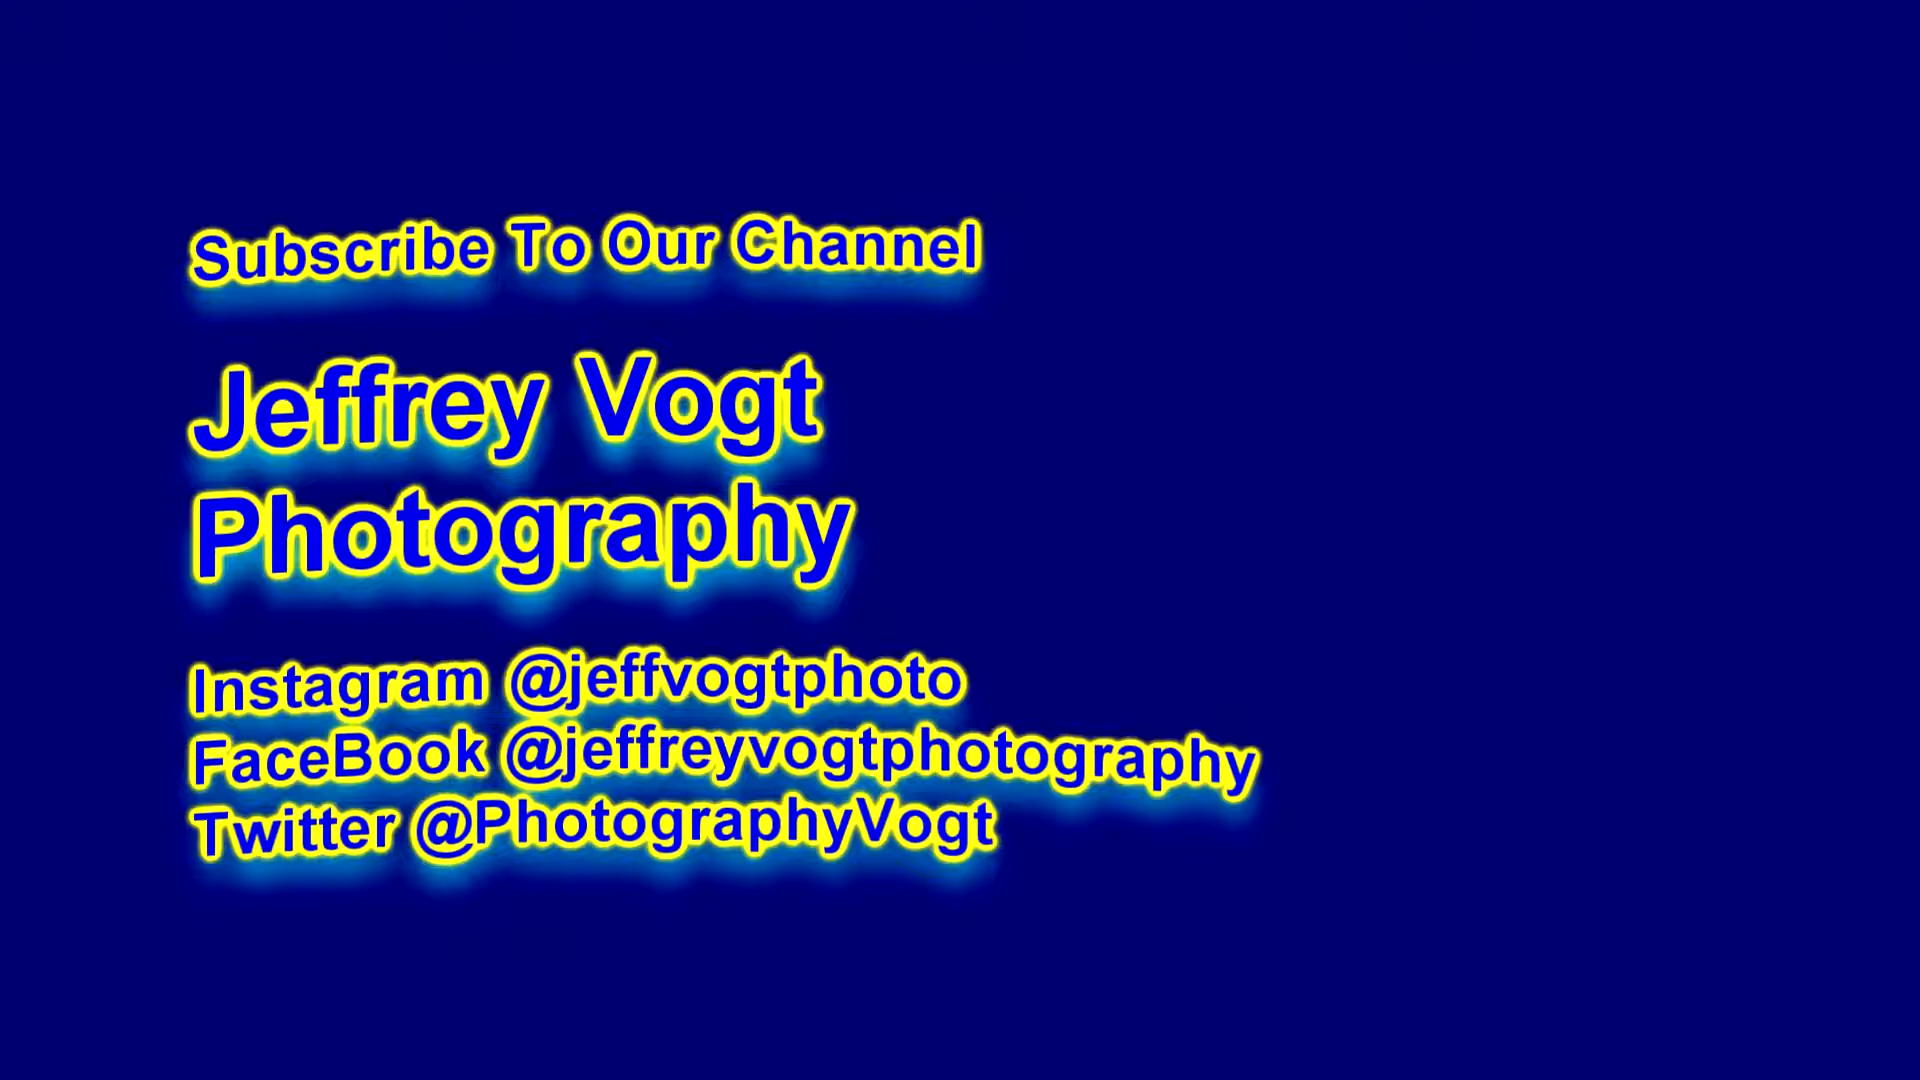 Subscribe To Our Channel
Jeffrey Vogt
Photography
Instagram @jeffvogtphoto
FaceBook @jeffreyvogtphotography
Twitter @PhotographyVogt